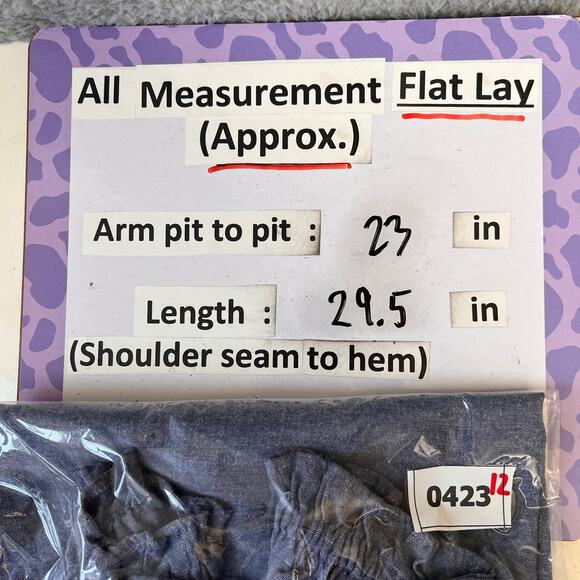 All Measurement Flat Lay
(Approx.)
Arm pit to pit : 23 in
Length : 29.5 in
(Shoulder seam to hem)
0423 12